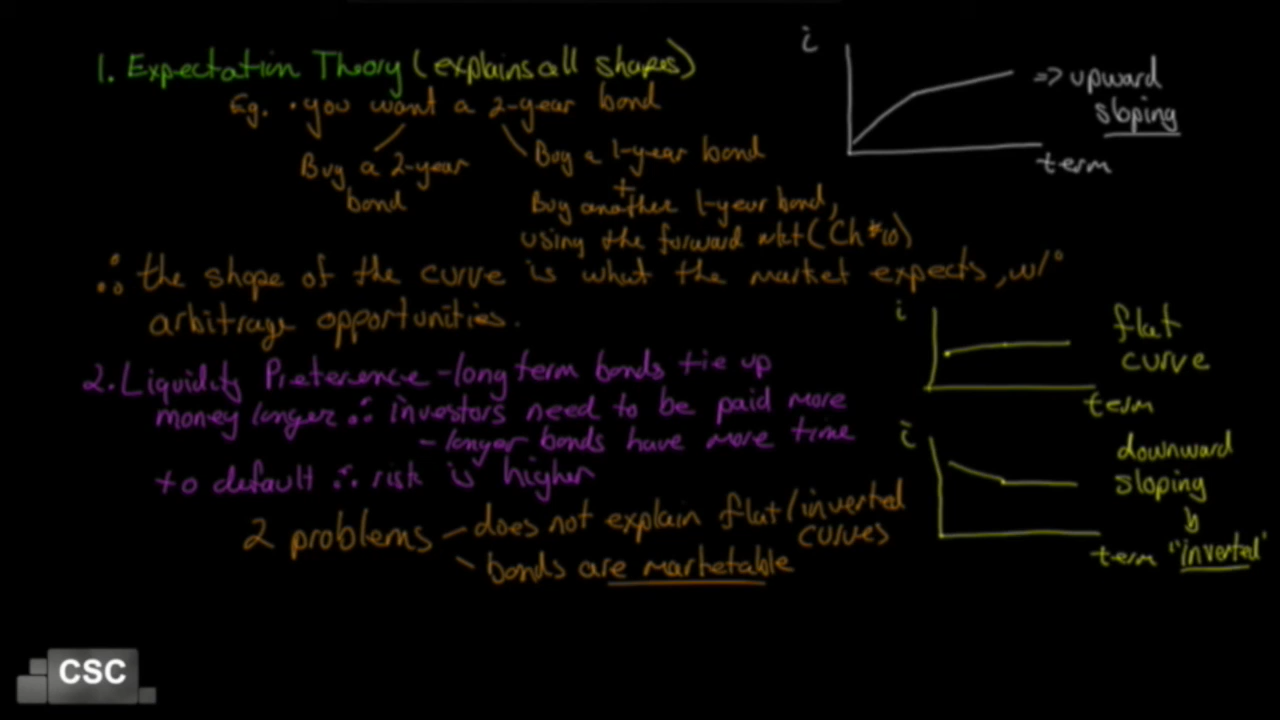 1. Expectation Theory (explains all shapes)
Eg. · you want a 2-year bond
Buy a 2-year
bond
Buy a 1-year bond
+
Buy another 1-year bond,
using the forward mkt (Ch*10)
∴ the shape of the curve is what the market expects, w/°
arbitrage opportunities.
2. Liquidity Preference - long term bonds tie up
money longer ∴ investors need to be paid more
- longer bonds have more time
to default ∴ risk is higher
2 problems - does not explain flat/inverted
curves
bonds are marketable
i
=> upward
sloping
term
i
flat
curve
term
i
downward
sloping
term "inverted"
CSC